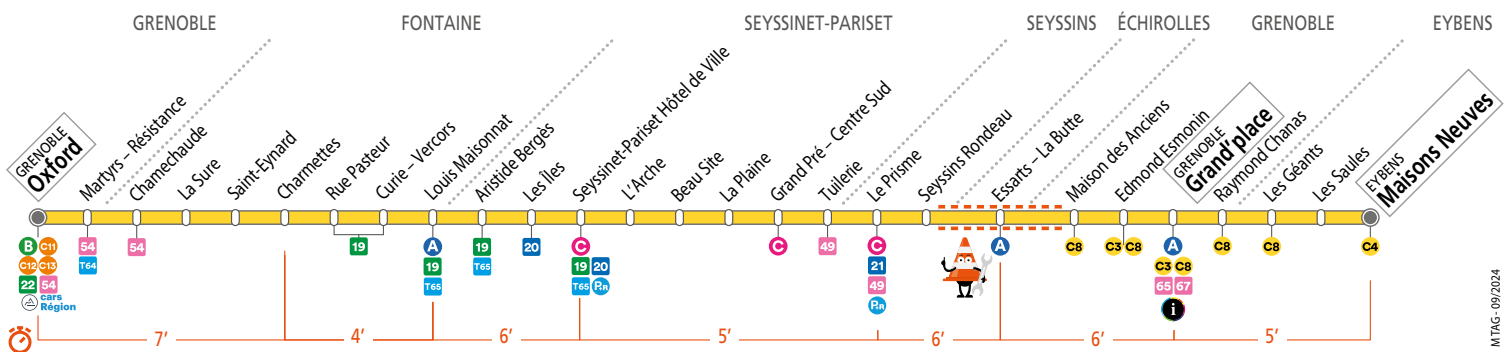 GRENOBLE
FONTAINE
SEYSSINET-PARISET
SEYSSINS
ÉCHIROLLES
GRENOBLE
EYBENS
GRENOBLE
Oxford
Martyrs – Résistance
Chamechaude
La Sure
Saint-Eynard
Charmettes
Rue Pasteur
Curie – Vercors
Louis Maisonnat
Aristide Bergès
Les Îles
Seyssinet-Pariset Hôtel de Ville
L'Arche
Beau Site
La Plaine
Grand Pré – Centre Sud
Tuilerie
Le Prisme
Seyssins Rondeau
Essarts – La Butte
Maison des Anciens
Edmond Esmonin
GRENOBLE
Grand'place
Raymond Chanas
Les Géants
Les Saules
EYBENS
Maisons Neuves
B C11
C12 C13
22 54
cars
Région
54
T64
54
19
A
19
T65
19
T65
20
C
19 20
T65 P+R
C
49
C
21
49
P+R
A
C8
C3 C8
A
C3 C8
65 67
i
C8
C8
C4
7’
4’
6’
5’
6’
6’
5’
M TAG - 09/2024